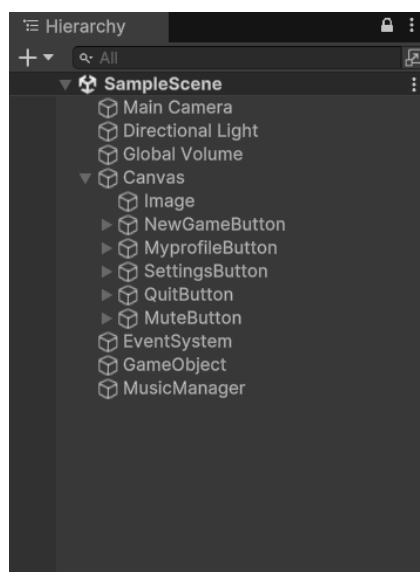 Hierarchy
All
SampleScene
Main Camera
Directional Light
Global Volume
Canvas
Image
NewGameButton
MyprofileButton
SettingsButton
QuitButton
MuteButton
EventSystem
GameObject
MusicManager